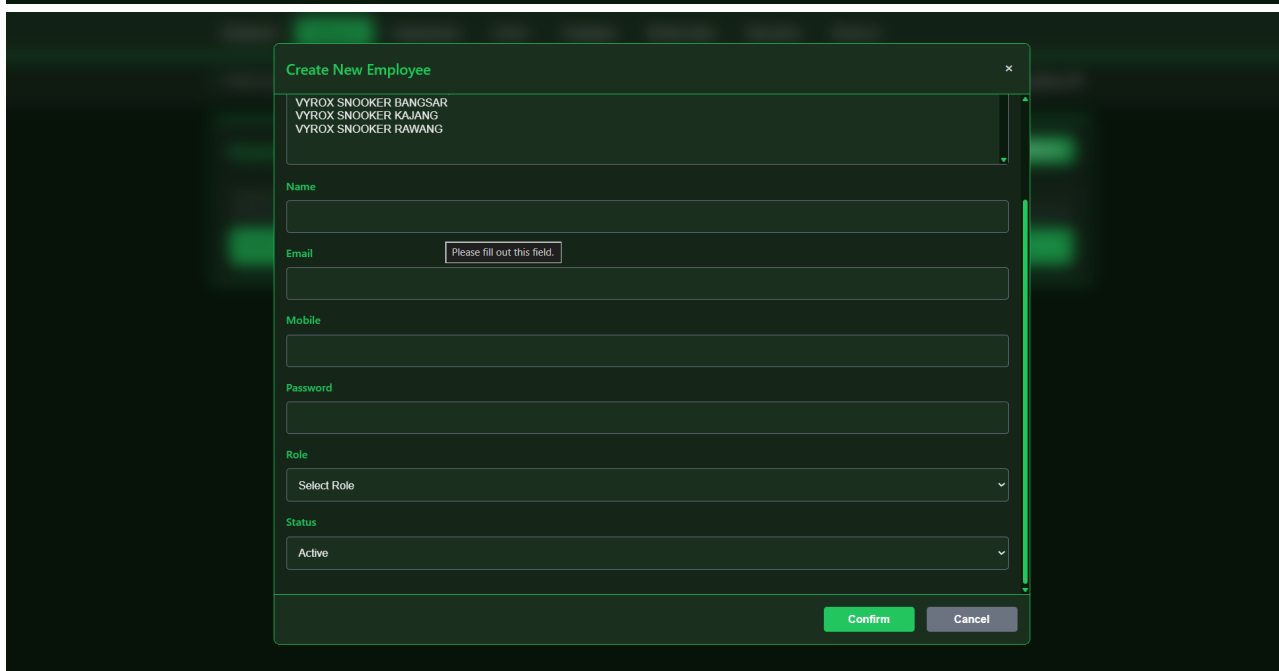 Create New Employee
×
VYROX SNOOKER BANGSAR
VYROX SNOOKER KAJANG
VYROX SNOOKER RAWANG
Name
Please fill out this field.
Email
Mobile
Password
Role
Select Role
Status
Active
Confirm
Cancel